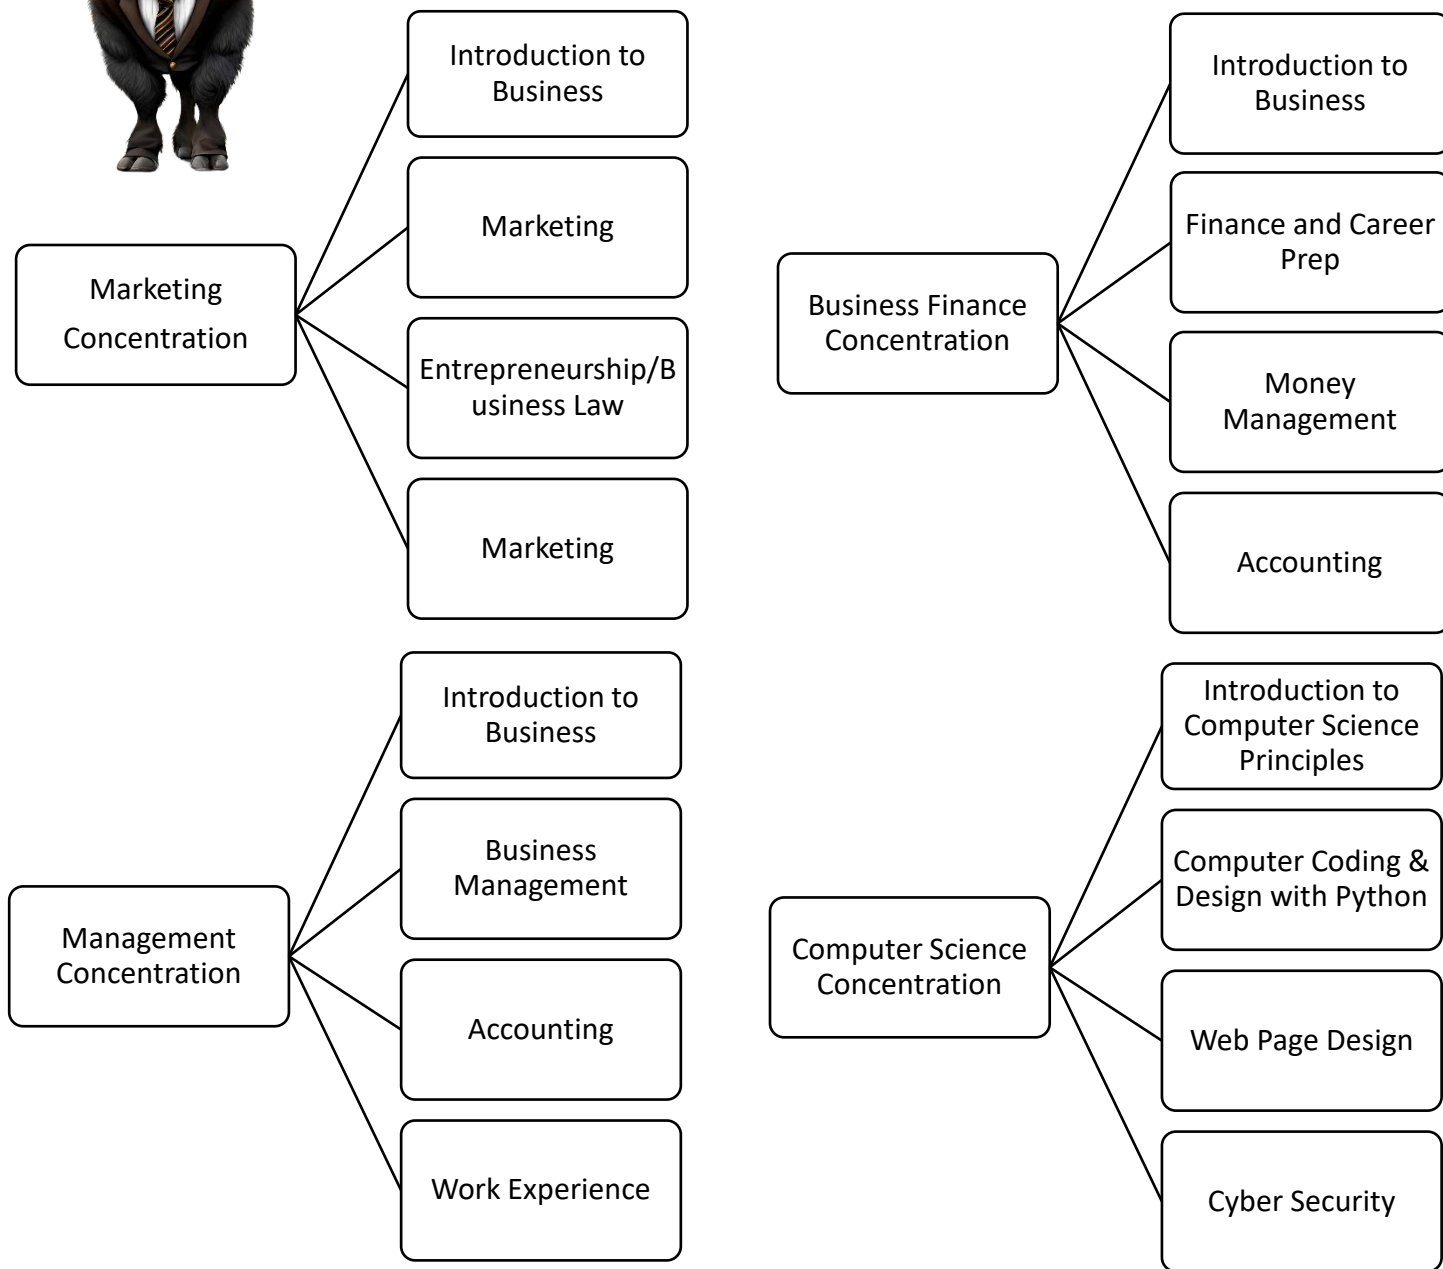 Marketing
Concentration
Introduction to
Business
Marketing
Entrepreneurship/B
usiness Law
Marketing
Business Finance
Concentration
Introduction to
Business
Finance and Career
Prep
Money
Management
Accounting
Management
Concentration
Introduction to
Business
Business
Management
Accounting
Work Experience
Computer Science
Concentration
Introduction to
Computer Science
Principles
Computer Coding &
Design with Python
Web Page Design
Cyber Security